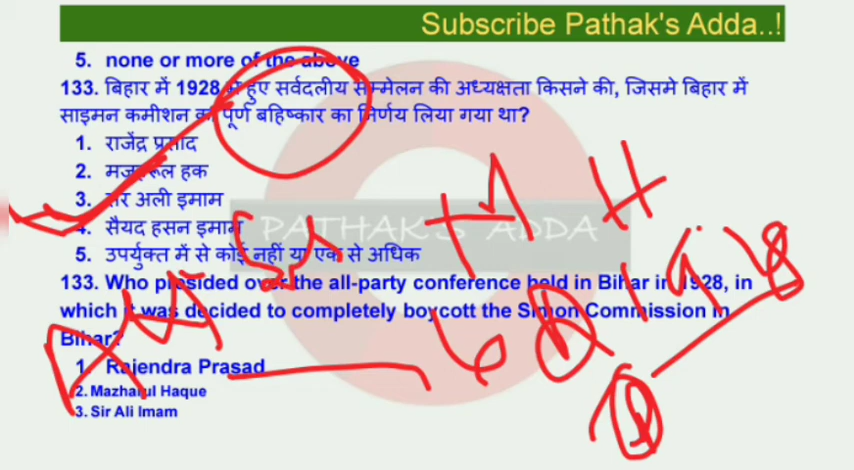 Subscribe Pathak's Adda..!
5. none or more of the above
133. बिहार में 1928 में हुए सर्वदलीय सम्मेलन की अध्यक्षता किसने की, जिसमे बिहार में
साइमन कमीशन का पूर्ण बहिष्कार का निर्णय लिया गया था?
1. राजेंद्र प्रसाद
2. मजहरूल हक
3. सर अली इमाम
4. सैयद हसन इमाम
PATHAK'S ADDA
5. उपर्युक्त में से कोई नहीं या एक से अधिक
133. Who presided over the all-party conference held in Bihar in 1928, in
which it was decided to completely boycott the Simon Commission in
Bihar?
1. Rajendra Prasad
2. Mazharul Haque
3. Sir Ali Imam